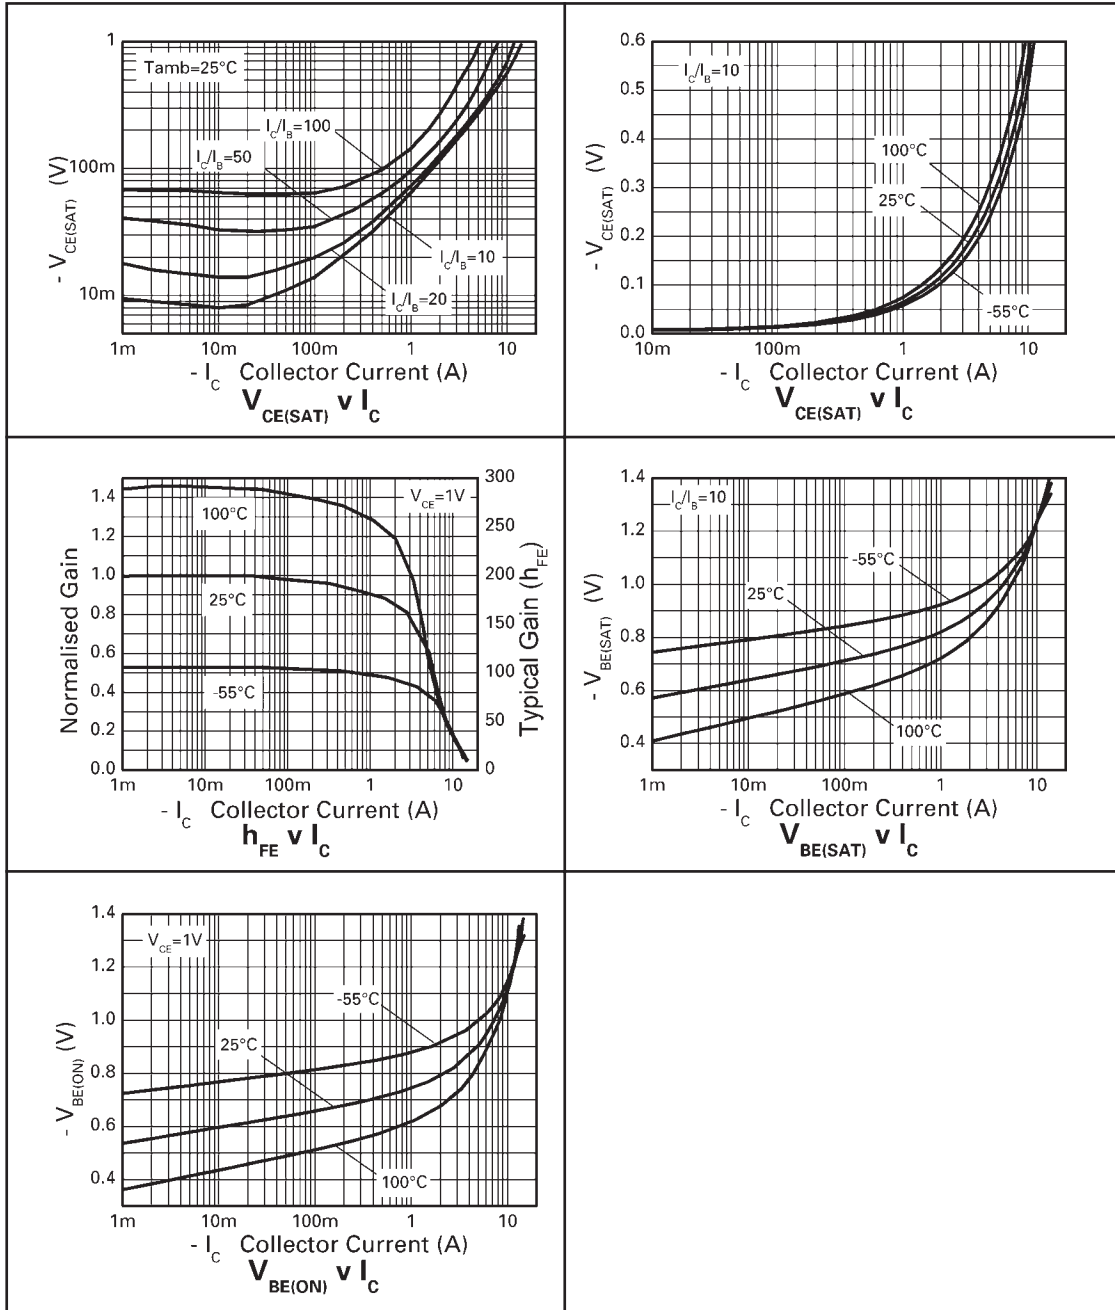 1
100m
10m
- V_CE(SAT) (V)
Tamb=25°C
I_C/I_B=100
I_C/I_B=50
I_C/I_B=10
I_C/I_B=20
1m 10m 100m 1 10
- I_C Collector Current (A)
V_CE(SAT) v I_C
0.6
0.5
0.4
0.3
0.2
0.1
0.0
- V_CE(SAT) (V)
I_C/I_B=10
100°C
25°C
-55°C
10m 100m 1 10
- I_C Collector Current (A)
V_CE(SAT) v I_C
1.4
1.2
1.0
0.8
0.6
0.4
0.2
0.0
Normalised Gain
V_CE=1V
100°C
25°C
-55°C
300
250
200
150
100
50
0
Typical Gain (h_FE)
1m 10m 100m 1 10
- I_C Collector Current (A)
h_FE v I_C
1.4
1.2
1.0
0.8
0.6
0.4
- V_BE(SAT) (V)
I_C/I_B=10
-55°C
25°C
100°C
1m 10m 100m 1 10
- I_C Collector Current (A)
V_BE(SAT) v I_C
1.4
1.2
1.0
0.8
0.6
0.4
- V_BE(ON) (V)
V_CE=1V
-55°C
25°C
100°C
1m 10m 100m 1 10
- I_C Collector Current (A)
V_BE(ON) v I_C